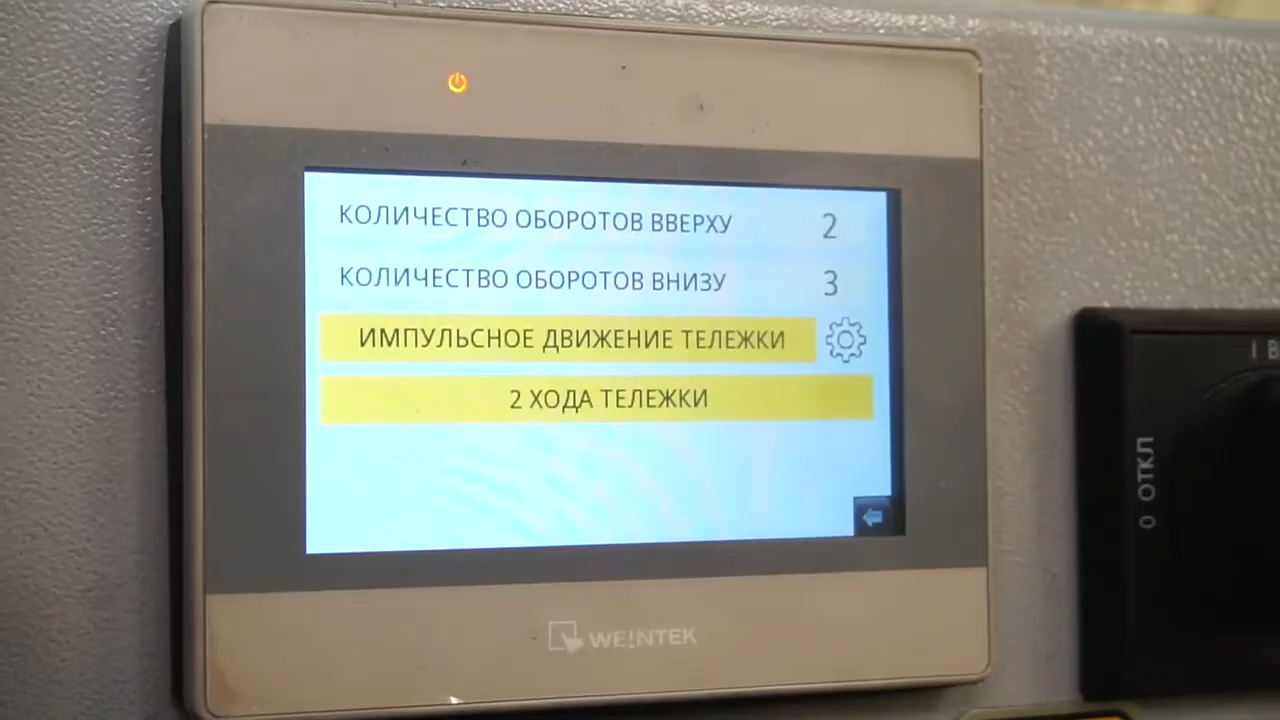 КОЛИЧЕСТВО ОБОРОТОВ ВВЕРХУ 2
КОЛИЧЕСТВО ОБОРОТОВ ВНИЗУ 3
ИМПУЛЬСНОЕ ДВИЖЕНИЕ ТЕЛЕЖКИ
2 ХОДА ТЕЛЕЖКИ
WEINTEK
0 ОТКЛ